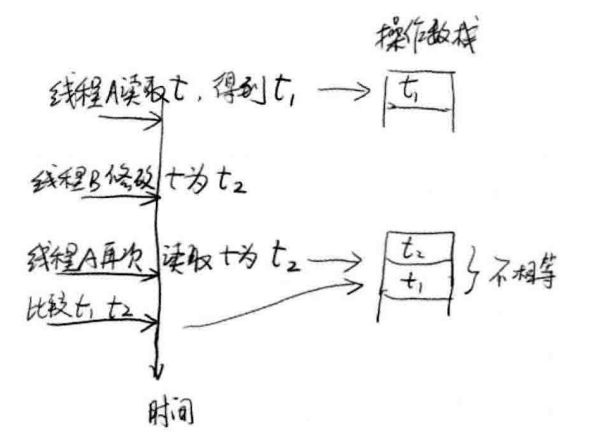 操作数栈
线程A读取t,得到t₁
t₁
线程B修改t为t₂
线程A再次读取t为t₂
t₂
t₁
不相等
比较t₁ t₂
时间